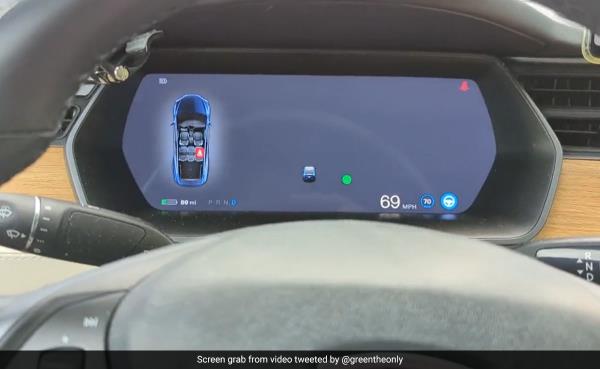 80 mi P R N D
69 MPH 70
R
N
D
Screen grab from video tweeted by @greentheonly